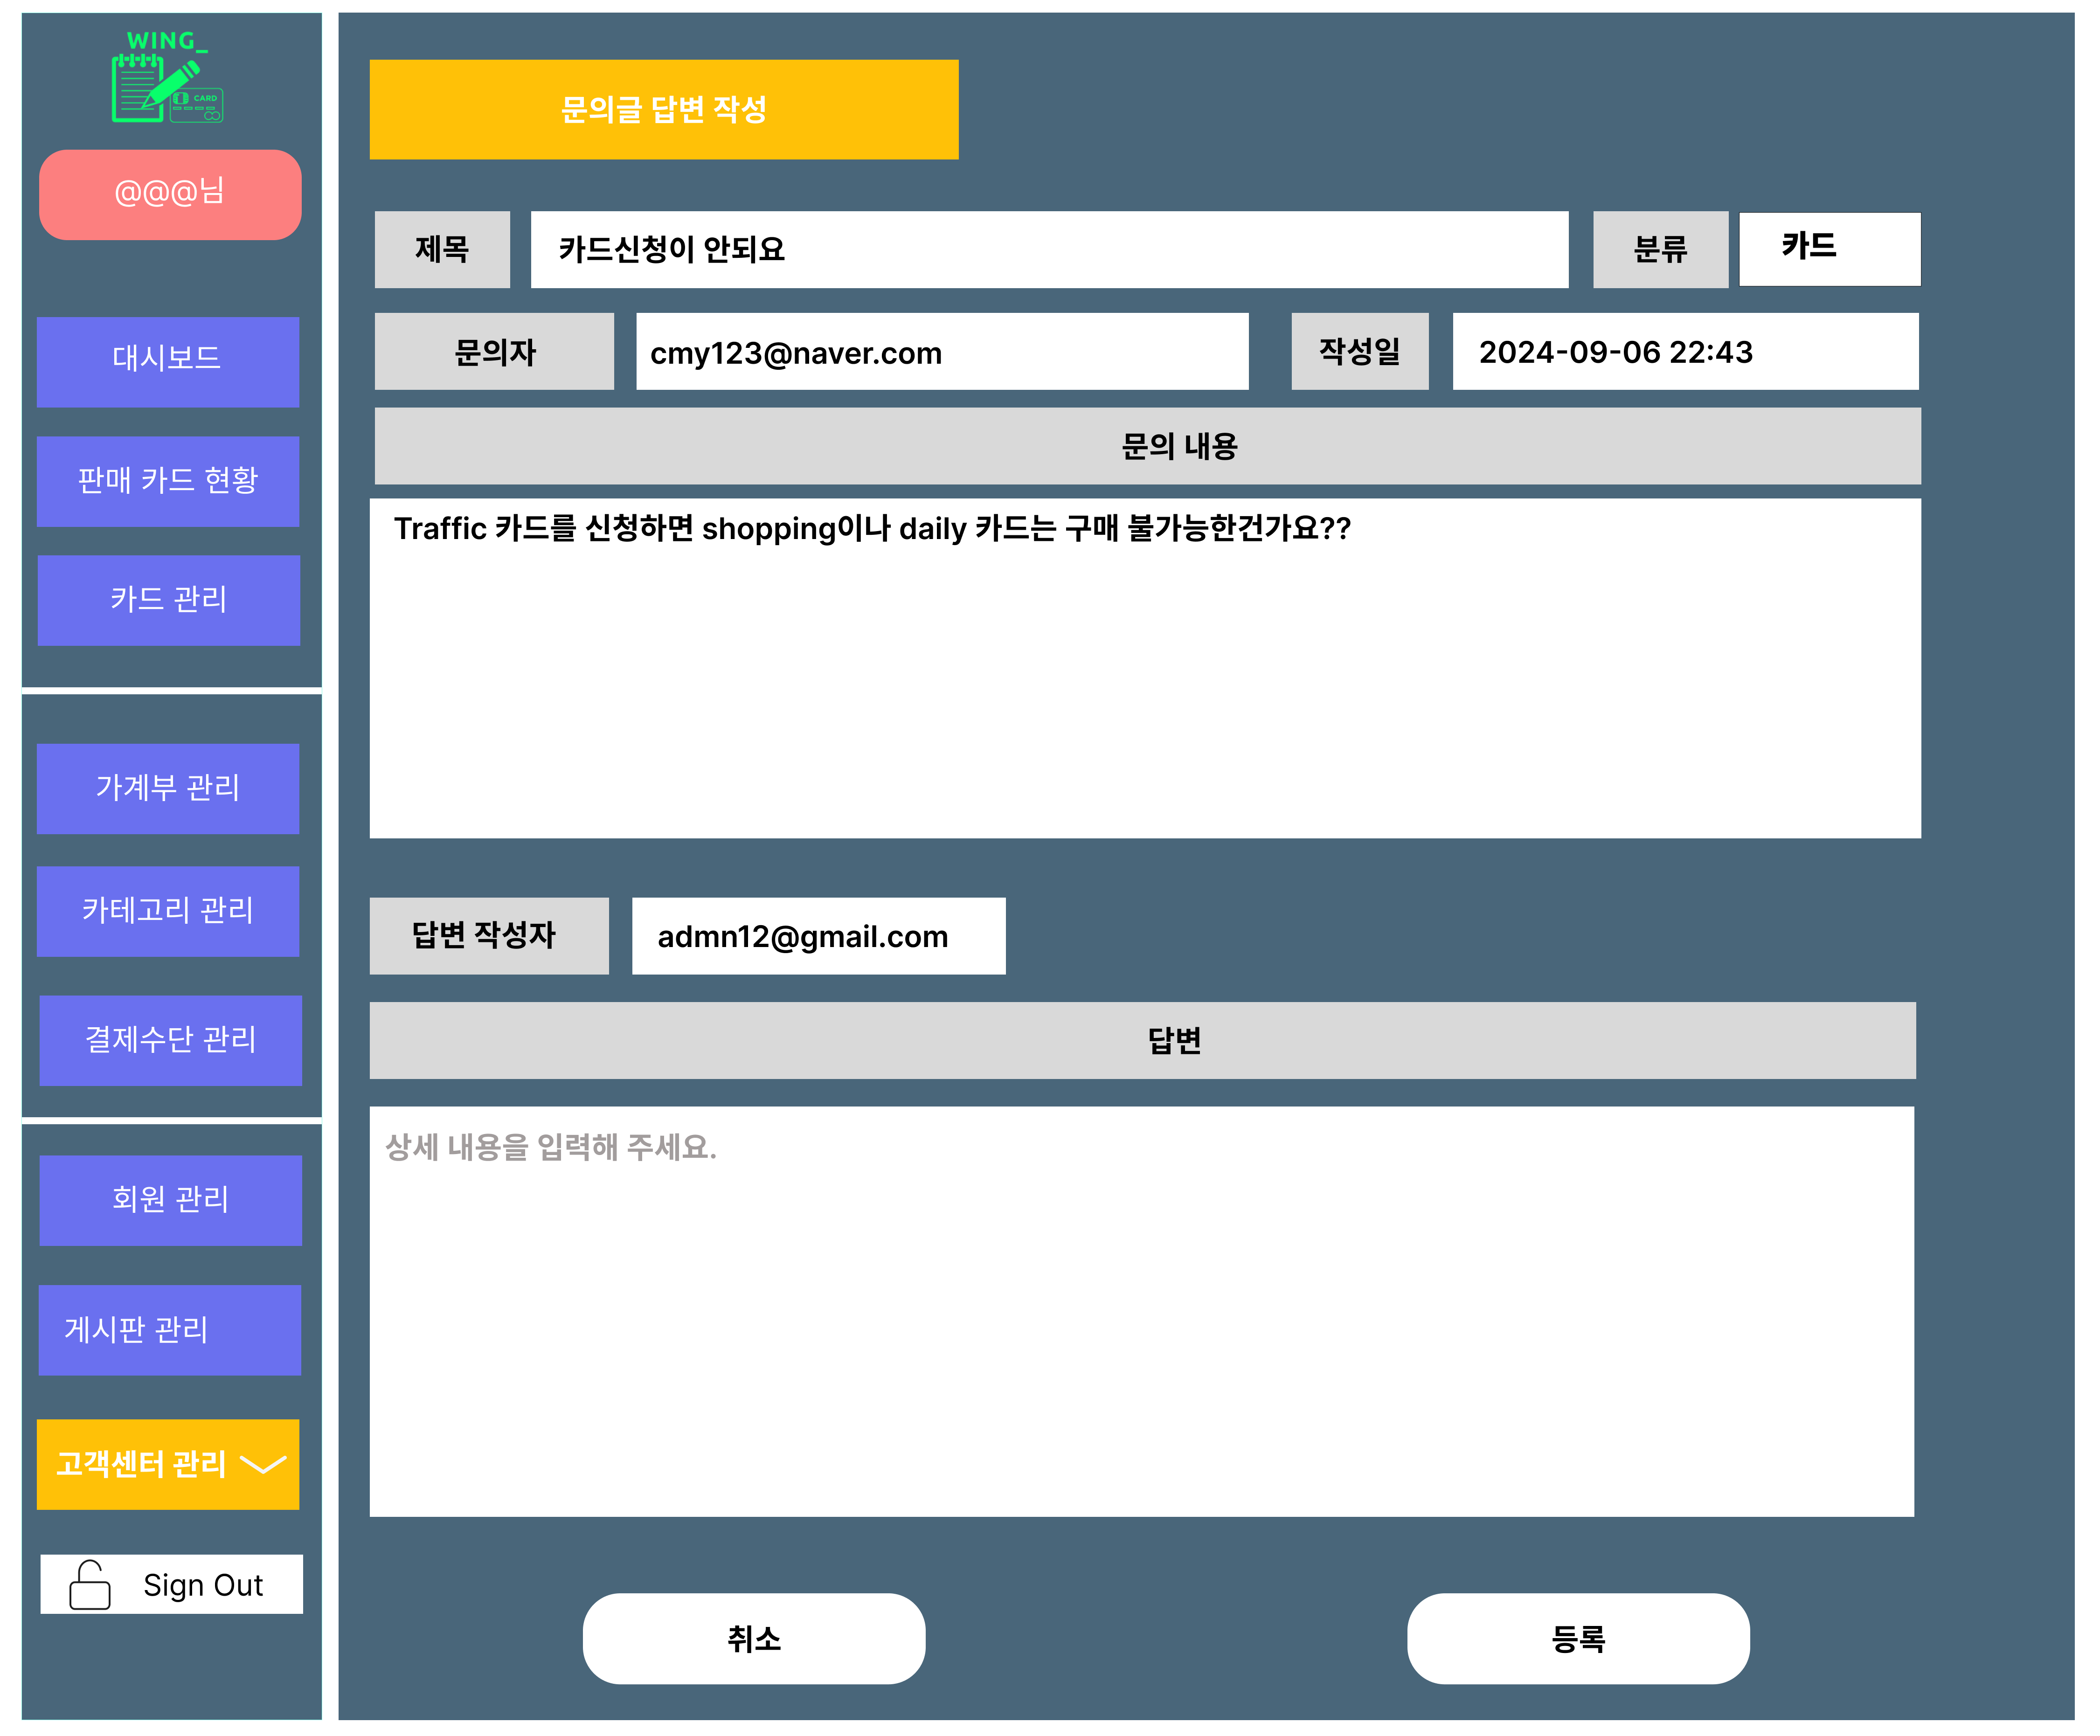 WING_
CARD
@@@님
대시보드
판매 카드 현황
카드 관리
가계부 관리
카테고리 관리
결제수단 관리
회원 관리
게시판 관리
고객센터 관리
Sign Out
문의글 답변 작성
제목 카드신청이 안되요 분류 카드
문의자 cmy123@naver.com 작성일 2024-09-06 22:43
문의 내용
Traffic 카드를 신청하면 shopping이나 daily 카드는 구매 불가능한건가요??
답변 작성자 admn12@gmail.com
답변
상세 내용을 입력해 주세요.
취소 등록